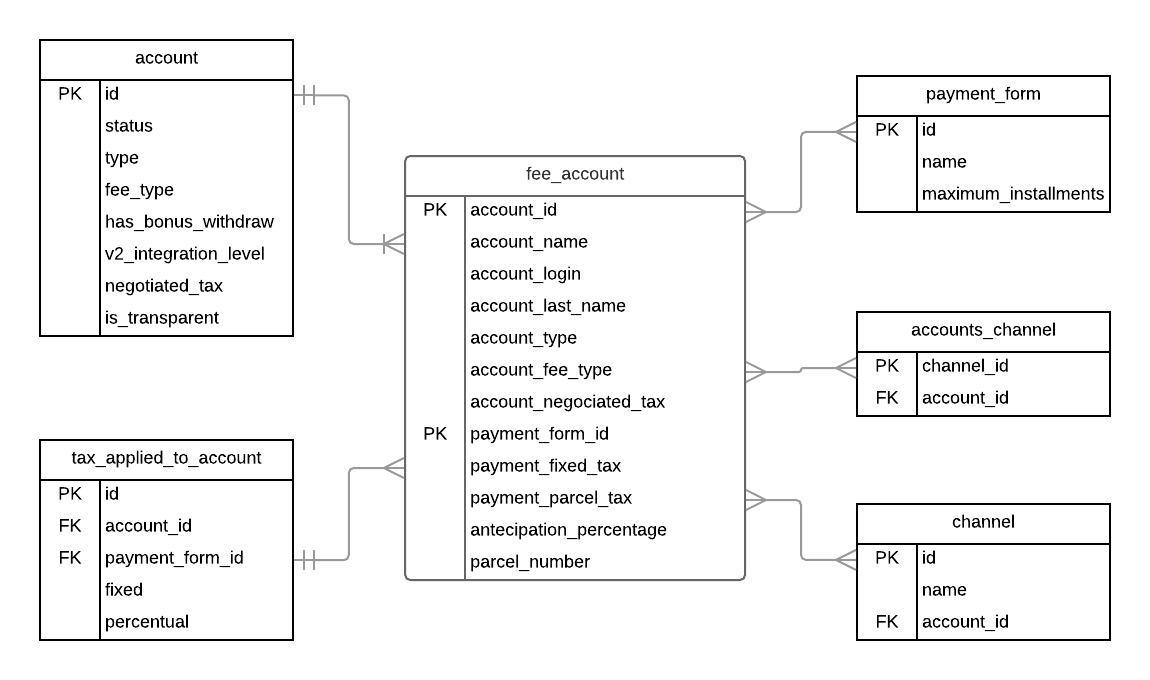 account
PK id
status
type
fee_type
has_bonus_withdraw
v2_integration_level
negotiated_tax
is_transparent
tax_applied_to_account
PK id
FK account_id
FK payment_form_id
fixed
percentual
fee_account
PK account_id
account_name
account_login
account_last_name
account_type
account_fee_type
account_negociated_tax
PK payment_form_id
payment_fixed_tax
payment_parcel_tax
antecipation_percentage
parcel_number
payment_form
PK id
name
maximum_installments
accounts_channel
PK channel_id
FK account_id
channel
PK id
name
FK account_id